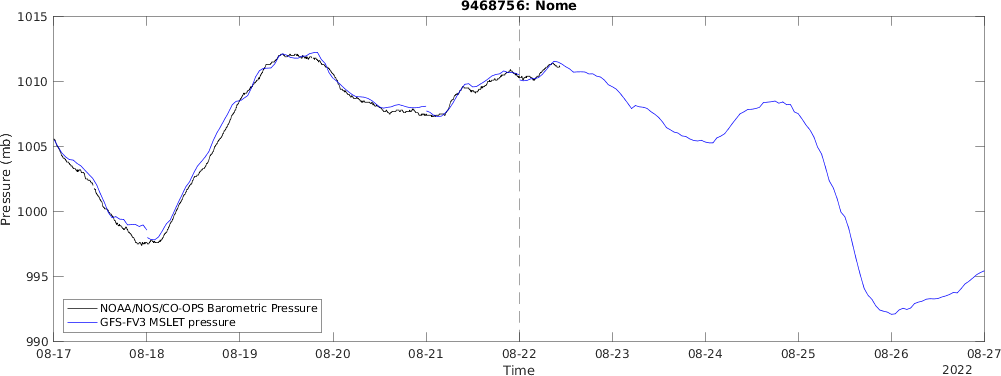 9468756: Nome
1015
1010
1005
1000
995
990
Pressure (mb)
NOAA/NOS/CO-OPS Barometric Pressure
GFS-FV3 MSLET pressure
08-17 08-18 08-19 08-20 08-21 08-22 08-23 08-24 08-25 08-26 08-27
Time
2022